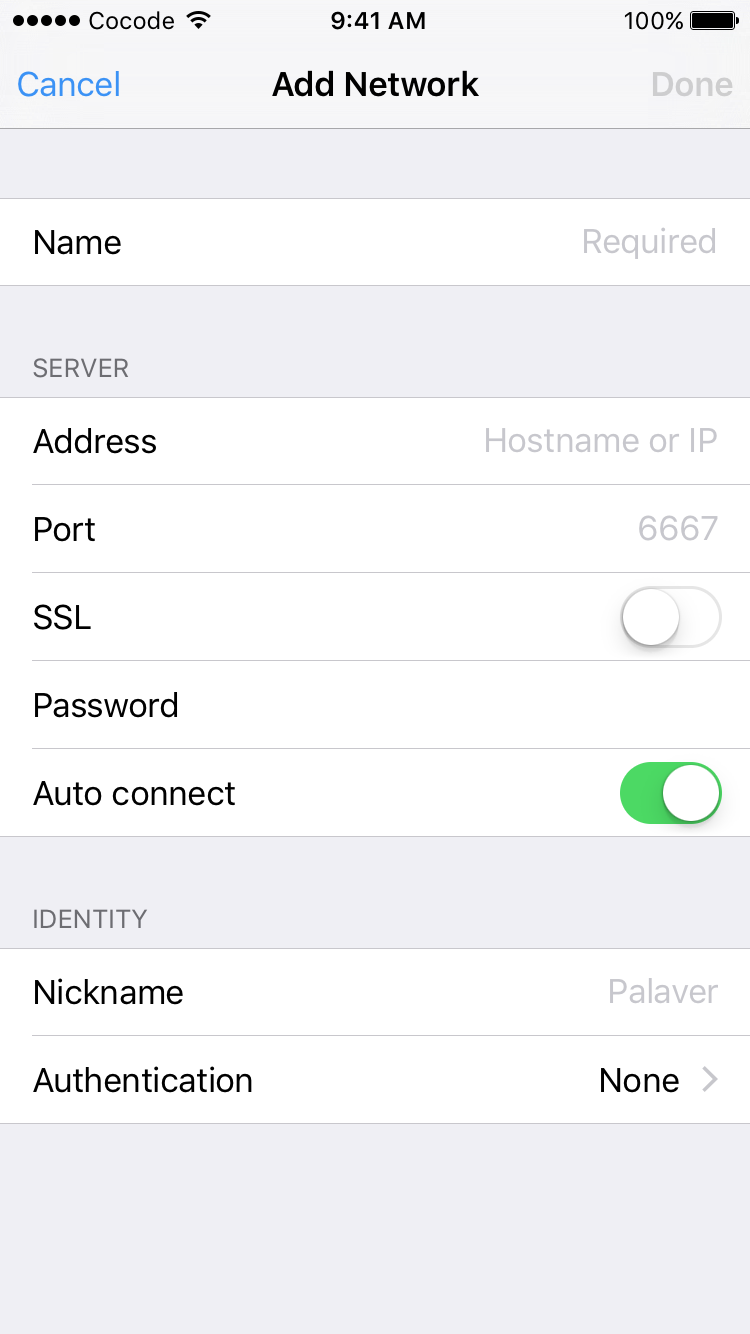 Cocode 9:41 AM 100%
Cancel Add Network Done
Name Required
SERVER
Address Hostname or IP
Port 6667
SSL
Password
Auto connect
IDENTITY
Nickname Palaver
Authentication None